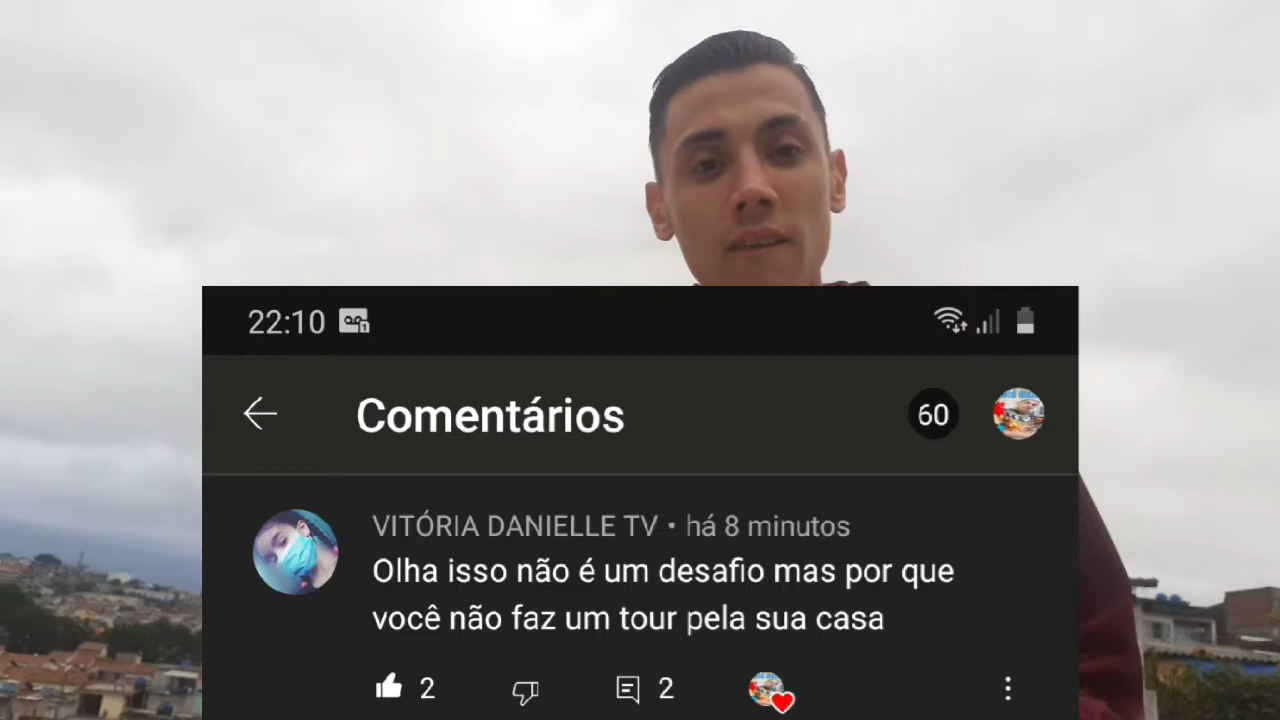 22:10
Comentários
60
VITÓRIA DANIELLE TV • há 8 minutos
Olha isso não é um desafio mas por que
você não faz um tour pela sua casa
2
2